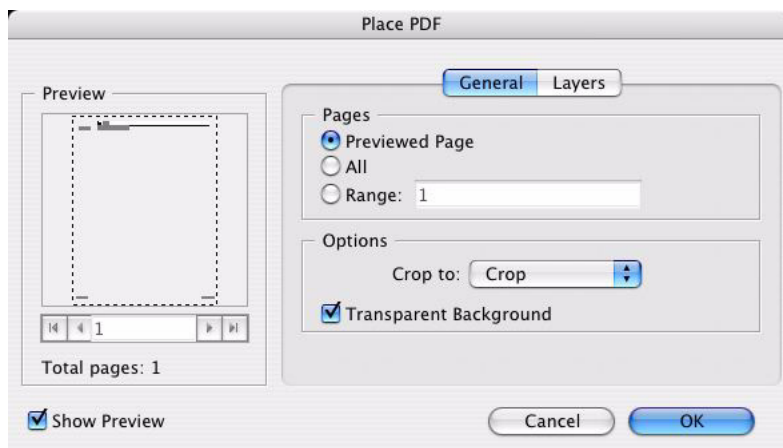 Place PDF
Preview
1
Total pages: 1
Show Preview
General Layers
Pages
Previewed Page
All
Range: 1
Options
Crop to: Crop
Transparent Background
Cancel OK